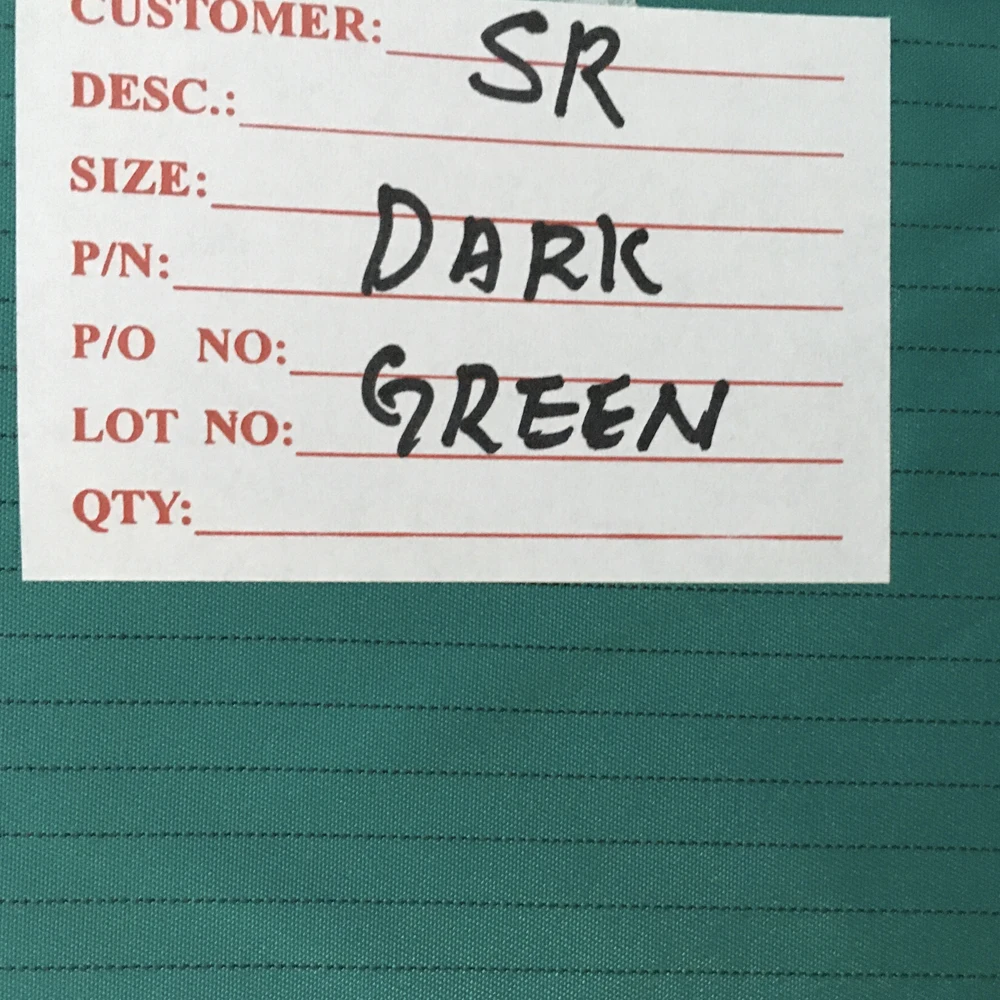 CUSTOMER: SR
DESC.:
SIZE:
P/N: DARK
P/O NO:
LOT NO: GREEN
QTY: